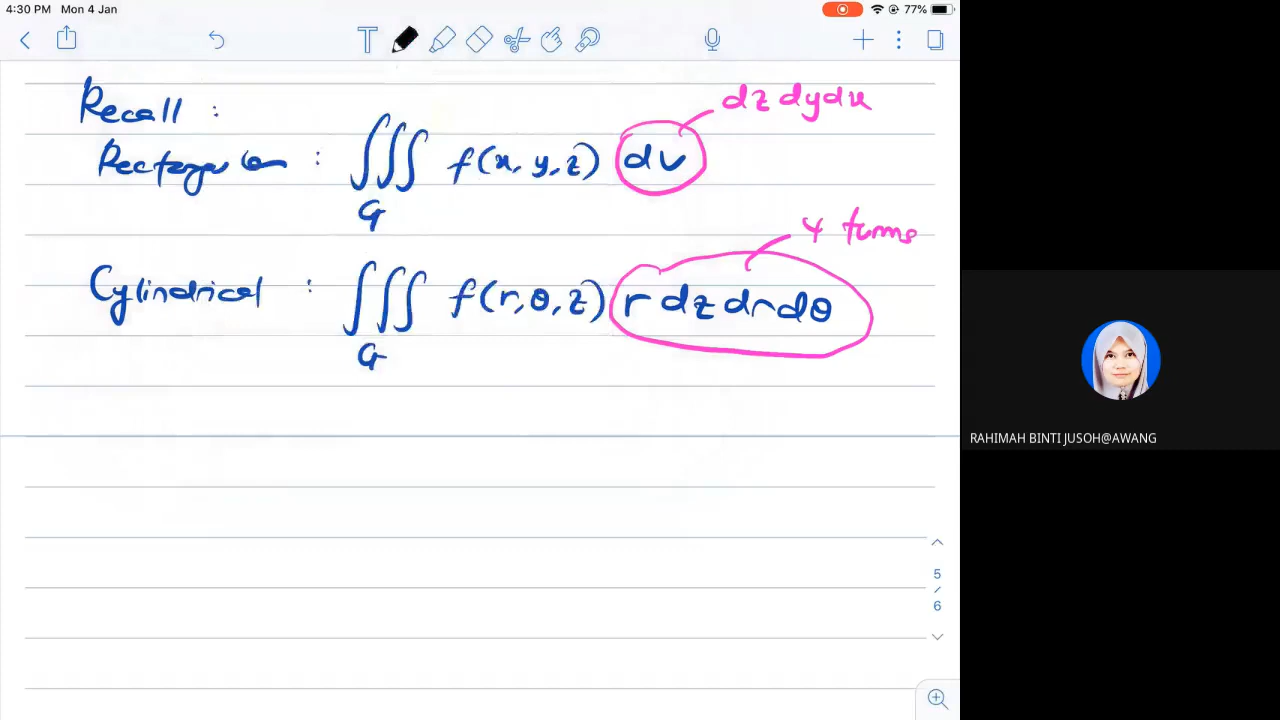 4:30 PM Mon 4 Jan 77%
Recall :
dz dy dx
Rectangular : ∭ f(x, y, z) dv
G
4 terms
Cylindrical : ∭ f(r, θ, z) r dz dr dθ
G
RAHIMAH BINTI JUSOH@AWANG
5
/
6